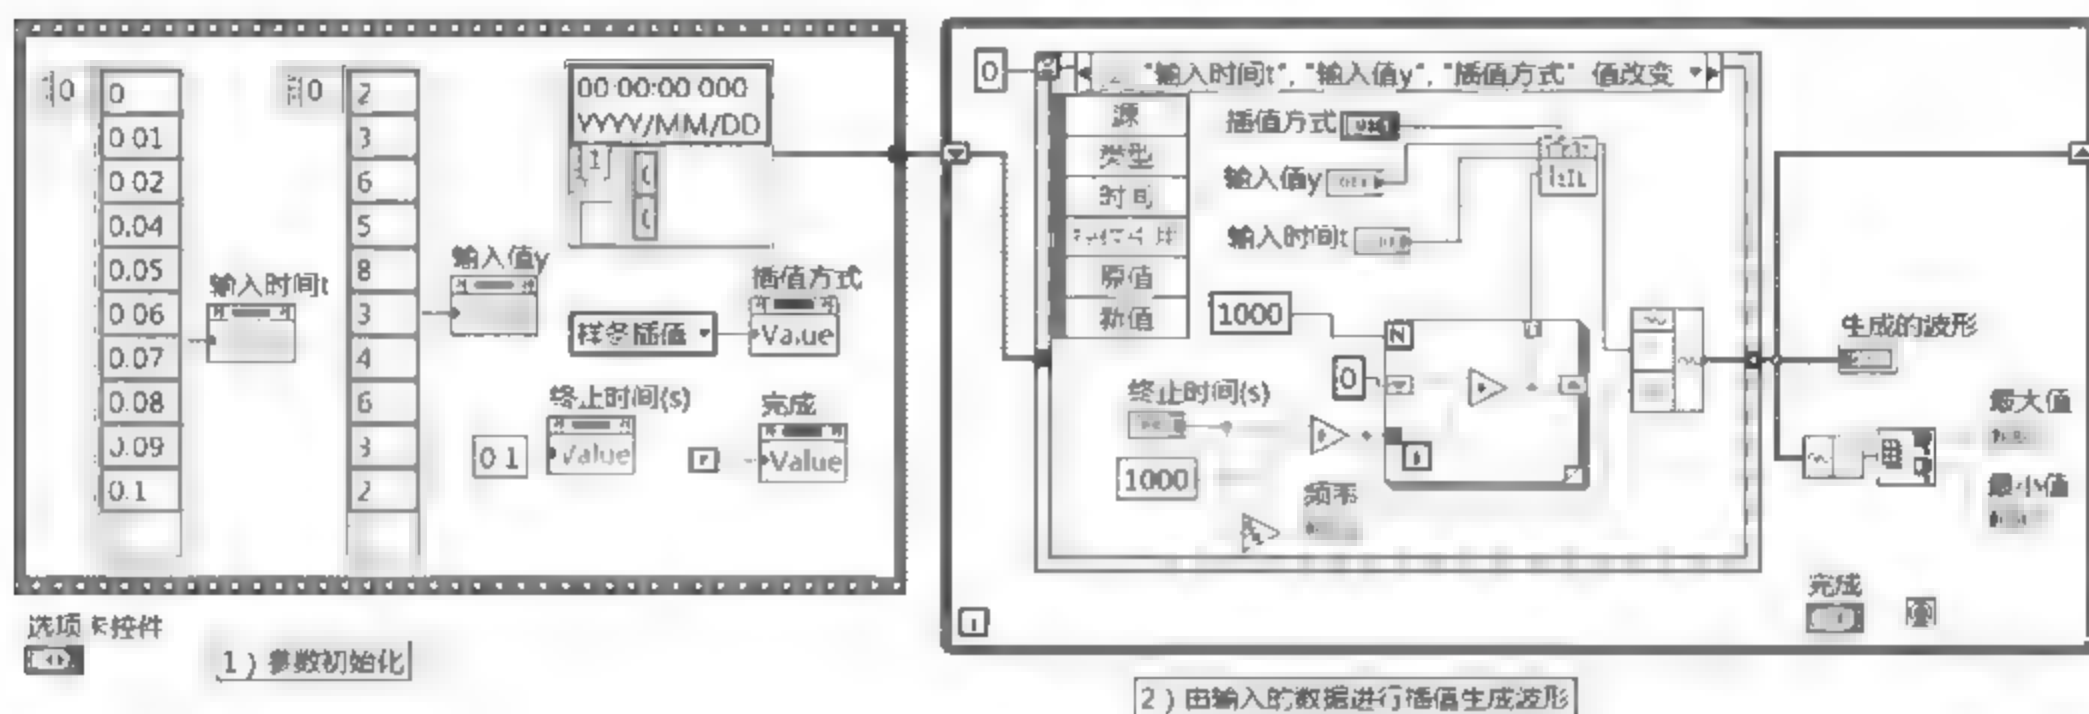 0
0
0.01
0.02
0.04
0.05
0.06
0.07
0.08
0.09
0.1
输入时间t
0
2
3
6
5
8
3
4
6
3
2
输入值y
00:00:00.000
YYYY/MM/DD
1
样条插值
插值方式
Value
终止时间(s)
0.1
Value
完成
F
Value
选项卡控件
1）参数初始化
0
"输入时间t", "输入值y", "插值方式" 值改变
源
类型
时间
原值
新值
插值方式
输入值y
输入时间t
1000
N
0
终止时间(s)
1000
频率
i
生成的波形
最大值
最小值
完成
i
2）由输入的数据进行插值生成波形